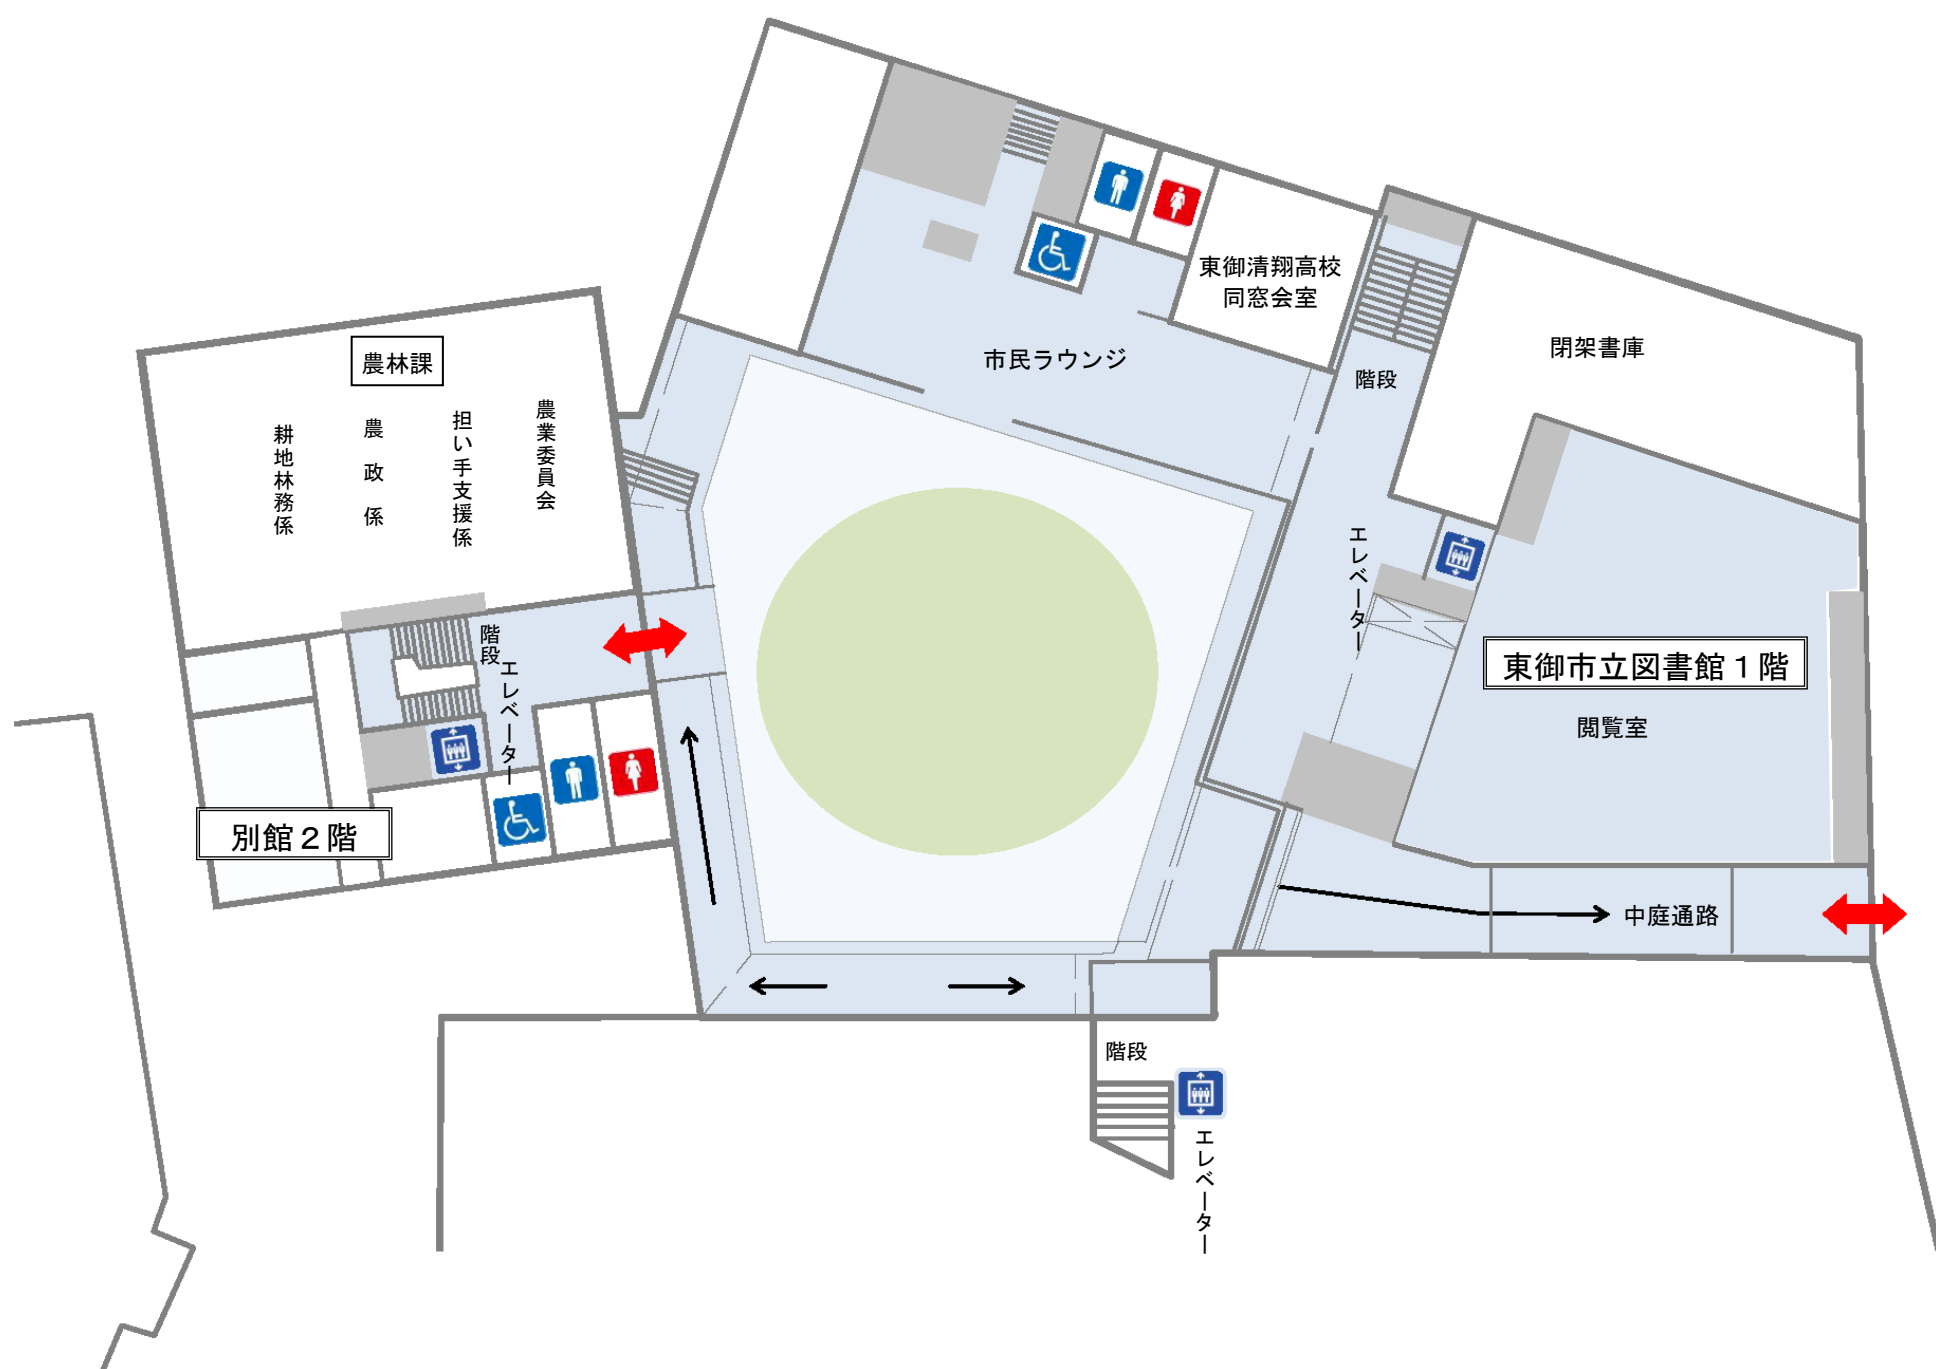 東御清翔高校
同窓会室
市民ラウンジ
階段
閉架書庫
農林課
農業委員会
担い手支援係
農政係
耕地林務係
エレベーター
階段
エレベーター
東御市立図書館1階
閲覧室
別館2階
中庭通路
階段
エレベーター